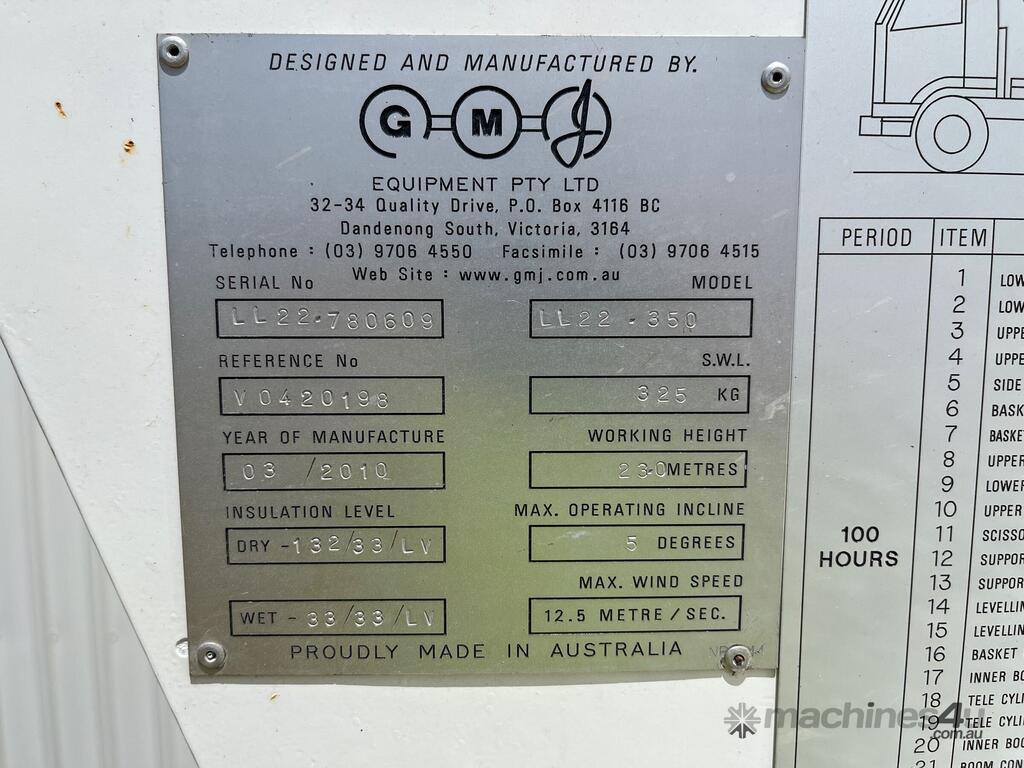 DESIGNED AND MANUFACTURED BY.
G M J
EQUIPMENT PTY LTD
32-34 Quality Drive, P.O. Box 4116 BC
Dandenong South, Victoria, 3164
Telephone : (03) 9706 4550 Facsimile : (03) 9706 4515
Web Site : www.gmj.com.au
SERIAL No MODEL
LL22-780609 LL22-350
REFERENCE No S.W.L.
V0420198 325 KG
YEAR OF MANUFACTURE WORKING HEIGHT
03 / 2010 230 METRES
INSULATION LEVEL MAX. OPERATING INCLINE
DRY -132/33/LV 5 DEGREES
MAX. WIND SPEED
WET - 33/33/LV 12.5 METRE / SEC.
PROUDLY MADE IN AUSTRALIA
PERIOD ITEM
100 HOURS
1 LOW
2 LOW
3 UPPE
4 UPPE
5 SIDE
6 BASK
7 BASKE
8 UPPER
9 LOWER
10 UPPER
11 SCISSO
12 SUPPOR
13 SUPPOR
14 LEVELLIN
15 LEVELLIN
16 BASKET
17 INNER BO
18 TELE CYLI
19 TELE CYLI
20 INNER BOO
21 BOOM CON
machines4u
.com.au